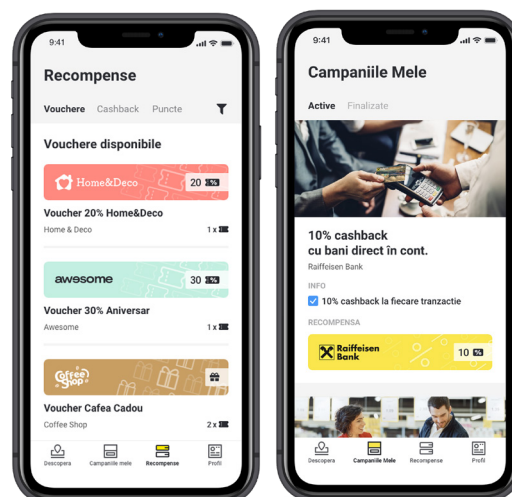 9:41
Recompense
Vouchere Cashback Puncte
Vouchere disponibile
Home&Deco 20 %
Voucher 20% Home&Deco
Home & Deco 1 x
awesome 30 %
Voucher 30% Aniversar
Awesome 1 x
Coffee Shop
Voucher Cafea Cadou
Coffee Shop 2 x
Descopera Campaniile mele Recompense Profil
9:41
Campaniile Mele
Active Finalizate
10% cashback
cu bani direct în cont.
Raiffeisen Bank
INFO
10% cashback la fiecare tranzactie
RECOMPENSA
Raiffeisen
Bank 10 %
Descopera Campaniile Mele Recompense Profil